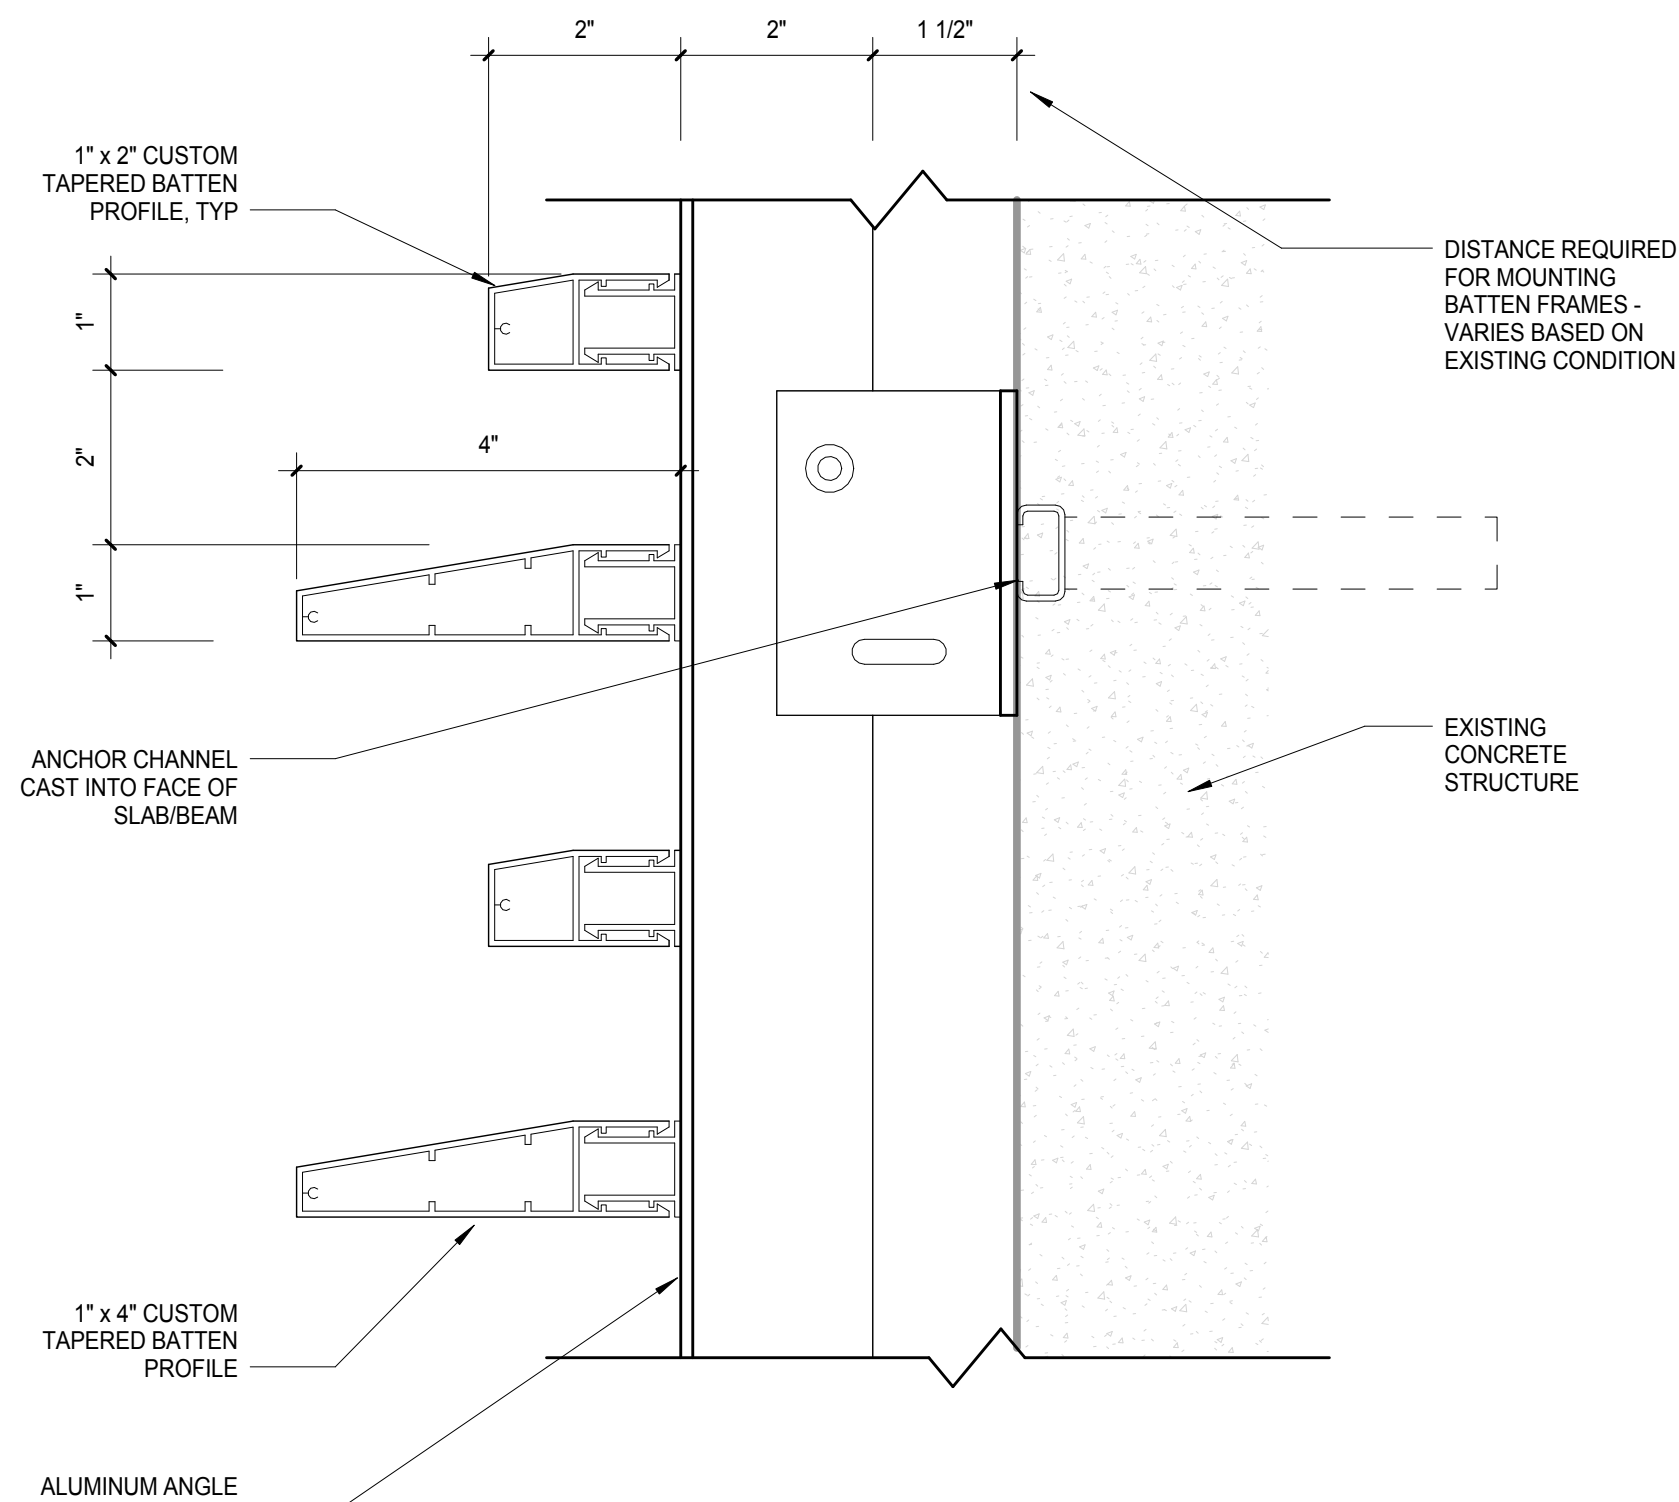 2"
2"
1 1/2"
1" x 2" CUSTOM
TAPERED BATTEN
PROFILE, TYP
DISTANCE REQUIRED
FOR MOUNTING
BATTEN FRAMES -
VARIES BASED ON
EXISTING CONDITION
1"
2"
4"
1"
ANCHOR CHANNEL
CAST INTO FACE OF
SLAB/BEAM
EXISTING
CONCRETE
STRUCTURE
1" x 4" CUSTOM
TAPERED BATTEN
PROFILE
ALUMINUM ANGLE